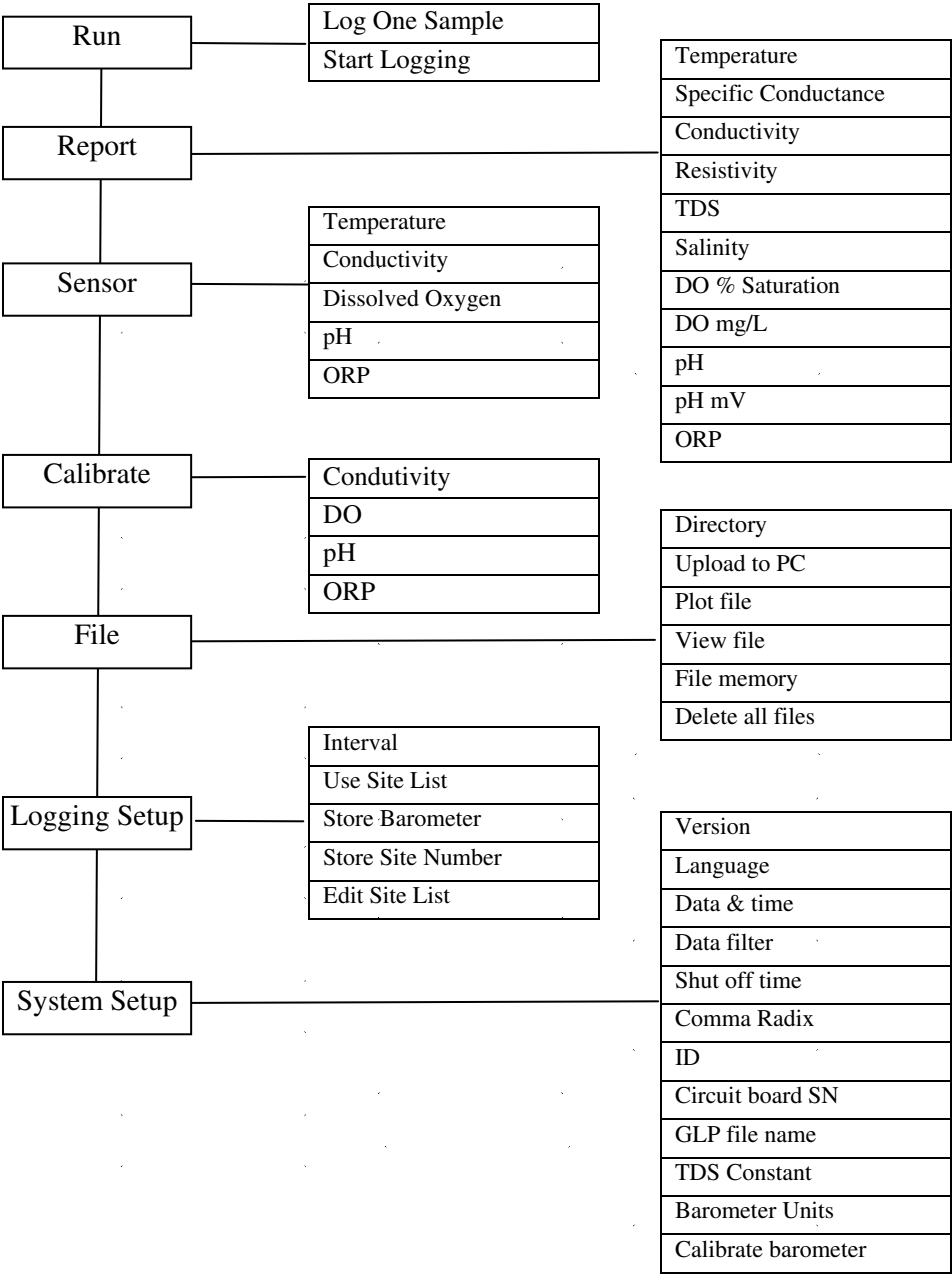 Run
Log One Sample
Start Logging
Report
Temperature
Specific Conductance
Conductivity
Resistivity
TDS
Salinity
DO % Saturation
DO mg/L
pH
pH mV
ORP
Sensor
Temperature
Conductivity
Dissolved Oxygen
pH
ORP
Calibrate
Condutivity
DO
pH
ORP
File
Directory
Upload to PC
Plot file
View file
File memory
Delete all files
Logging Setup
Interval
Use Site List
Store Barometer
Store Site Number
Edit Site List
System Setup
Version
Language
Data & time
Data filter
Shut off time
Comma Radix
ID
Circuit board SN
GLP file name
TDS Constant
Barometer Units
Calibrate barometer